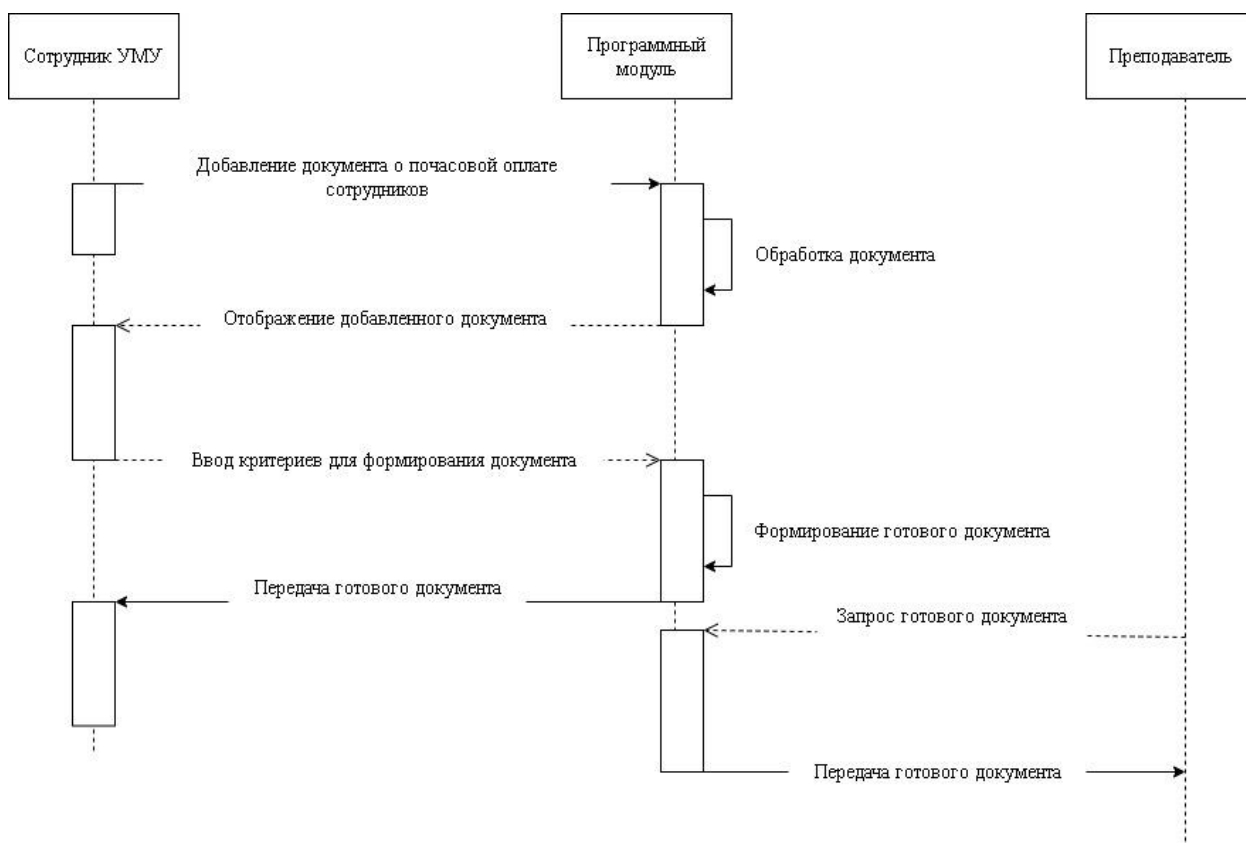 Сотрудник УМУ
Программный
модуль
Преподаватель
Добавление документа о почасовой оплате
сотрудников
Обработка документа
Отображение добавленного документа
Ввод критериев для формирования документа
Формирование готового документа
Передача готового документа
Запрос готового документа
Передача готового документа